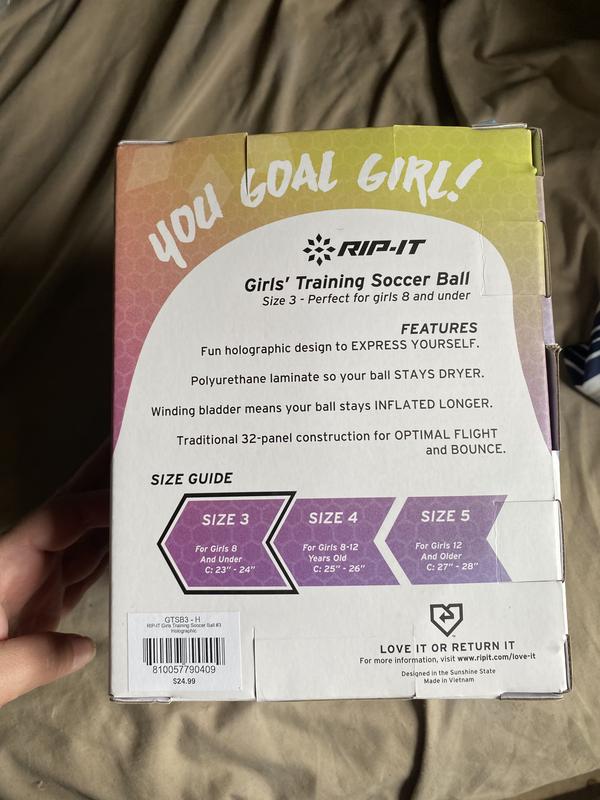 YOU GOAL GIRL!
RIP-IT
Girls' Training Soccer Ball
Size 3 - Perfect for girls 8 and under
FEATURES
Fun holographic design to EXPRESS YOURSELF.
Polyurethane laminate so your ball STAYS DRYER.
Winding bladder means your ball stays INFLATED LONGER.
Traditional 32-panel construction for OPTIMAL FLIGHT
and BOUNCE.
SIZE GUIDE
SIZE 3
For Girls 8
And Under
C: 23" - 24"
SIZE 4
For Girls 8-12
Years Old
C: 25" - 26"
SIZE 5
For Girls 12
And Older
C: 27" - 28"
GTSB3 - H
RIP-IT Girls Training Soccer Ball #3
Holographic
810057790409
$24.99
LOVE IT OR RETURN IT
For more information, visit www.ripit.com/love-it
Designed in the Sunshine State
Made in Vietnam